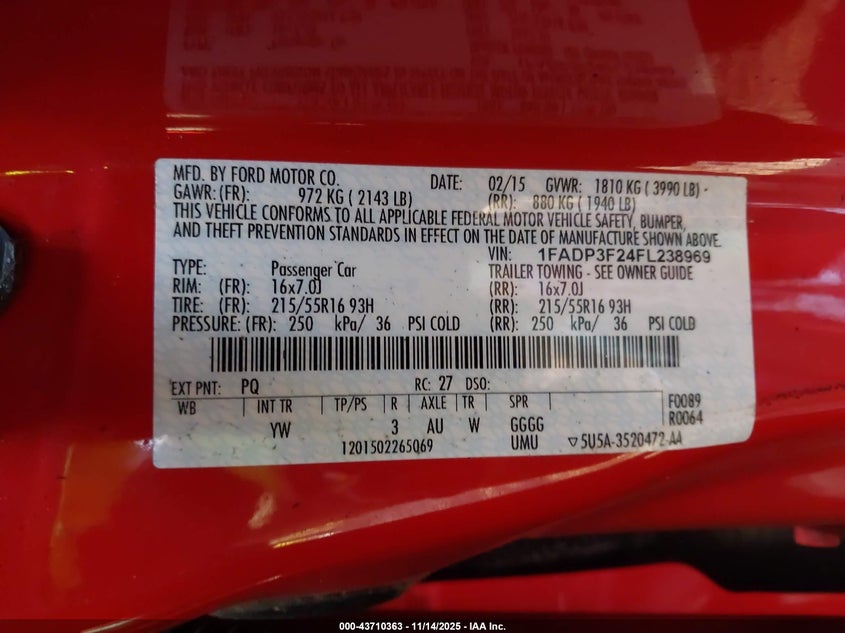 MFD. BY FORD MOTOR CO. DATE: 02/15 GVWR: 1810 KG ( 3990 LB) -
GAWR: (FR): 972 KG ( 2143 LB) (RR): 880 KG ( 1940 LB)
THIS VEHICLE CONFORMS TO ALL APPLICABLE FEDERAL MOTOR VEHICLE SAFETY, BUMPER,
AND THEFT PREVENTION STANDARDS IN EFFECT ON THE DATE OF MANUFACTURE SHOWN ABOVE.
VIN: 1FADP3F24FL238969
TYPE: Passenger Car TRAILER TOWING - SEE OWNER GUIDE
RIM: (FR): 16x7.0J (RR): 16x7.0J
TIRE: (FR): 215/55R16 93H (RR): 215/55R16 93H
PRESSURE: (FR): 250 kPa/ 36 PSI COLD (RR): 250 kPa/ 36 PSI COLD
EXT PNT: PQ RC: 27 DSO:
WB INT TR TP/PS R AXLE TR SPR F0089
YW 3 AU W GGGG R0064
1201502265069 UMU ▽5U5A-3520472-AA
000-43710363 - 11/14/2025 - IAA Inc.